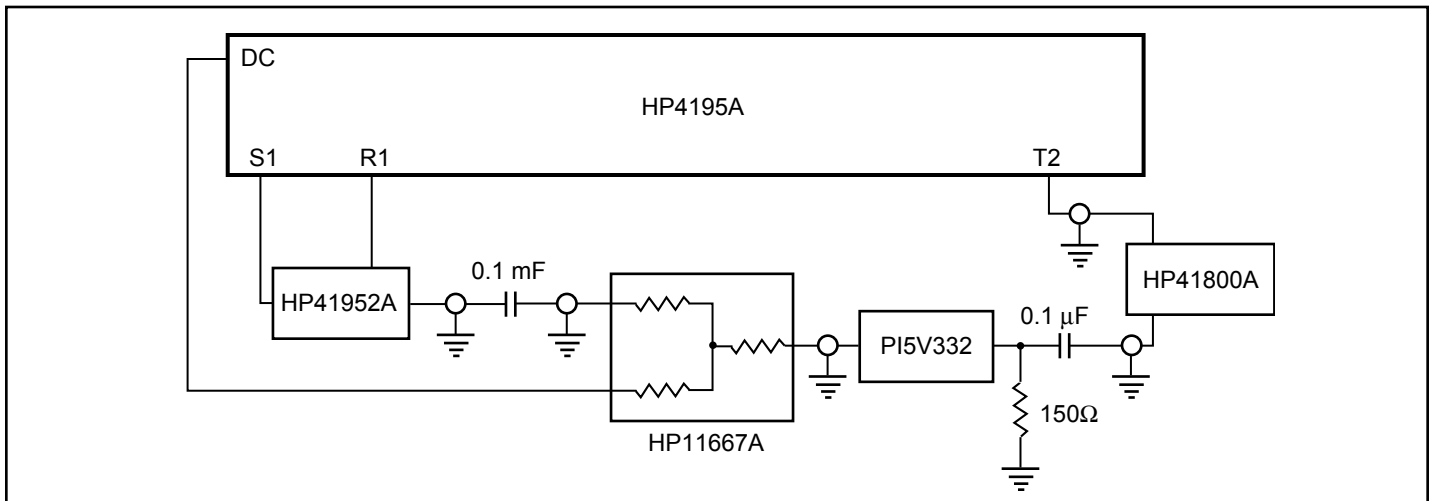 DC
HP4195A
S1
R1
T2
0.1 mF
HP41952A
HP41800A
0.1 μF
PI5V332
150Ω
HP11667A